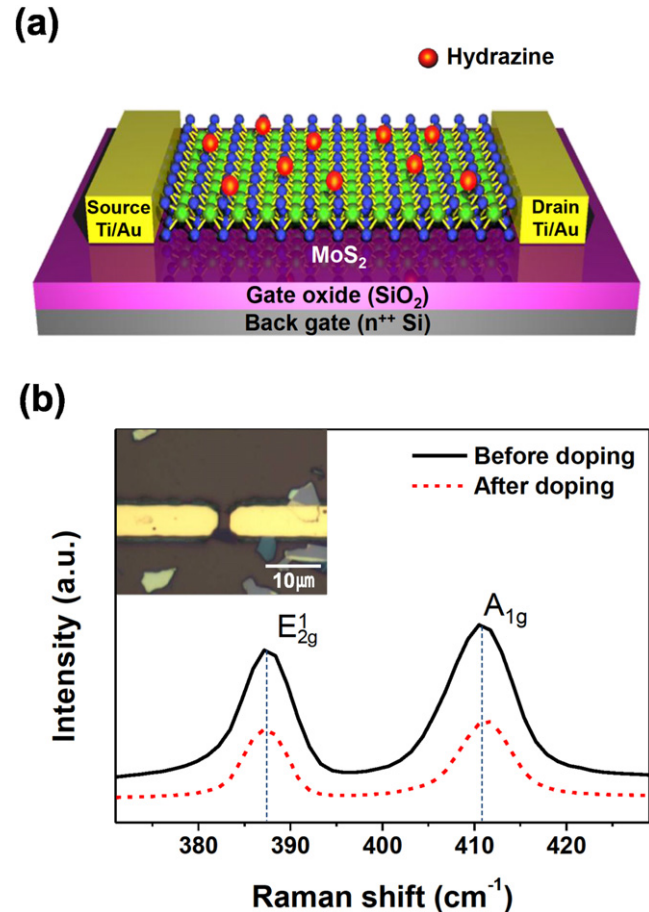 (a)
Hydrazine
Source
Ti/Au
Drain
Ti/Au
MoS₂
Gate oxide (SiO₂)
Back gate (n⁺⁺ Si)
(b)
Before doping
After doping
10μm
E¹₂g
A₁g
Intensity (a.u.)
380 390 400 410 420
Raman shift (cm⁻¹)